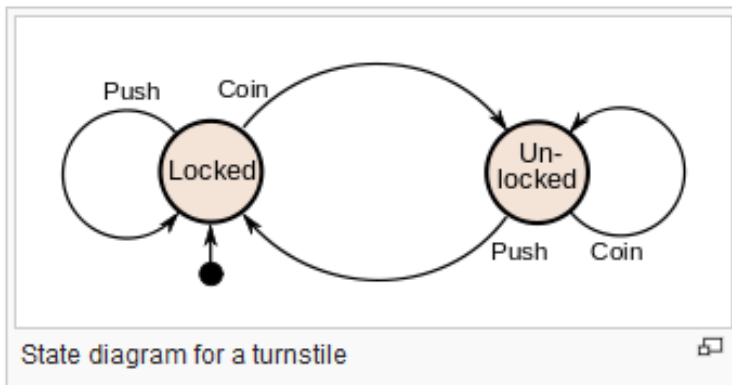 Push
Coin
Locked
Un-
locked
Push
Coin
State diagram for a turnstile